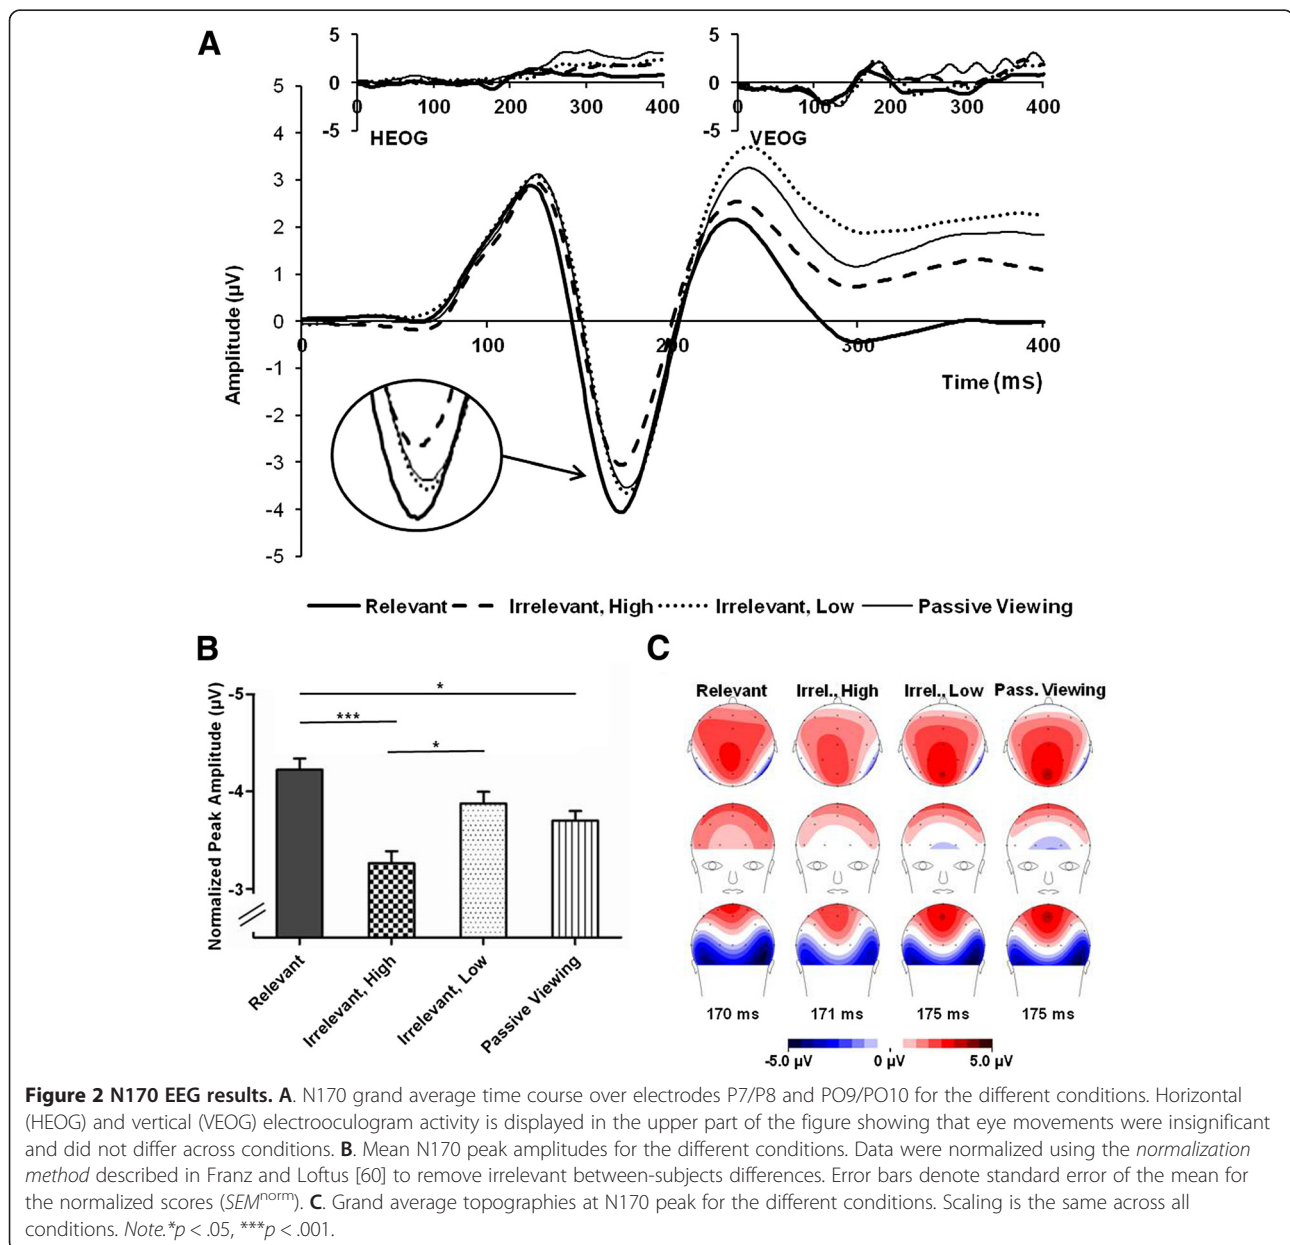 A
5
0
-5
0
100
200
300
400
HEOG
5
0
-5
0
100
200
300
400
VEOG
Amplitude (µV)
5
4
3
2
1
0
-1
-2
-3
-4
-5
0
100
200
300
400
Time (ms)
Relevant Irrelevant, High Irrelevant, Low Passive Viewing
B
Normalized Peak Amplitude (µV)
-5
-4
-3
*
***
*
Relevant
Irrelevant, High
Irrelevant, Low
Passive Viewing
C
Relevant Irrel., High Irrel., Low Pass. Viewing
170 ms 171 ms 175 ms 175 ms
-5.0 µV 0 µV 5.0 µV
Figure 2 N170 EEG results. A. N170 grand average time course over electrodes P7/P8 and PO9/PO10 for the different conditions. Horizontal
(HEOG) and vertical (VEOG) electrooculogram activity is displayed in the upper part of the figure showing that eye movements were insignificant
and did not differ across conditions. B. Mean N170 peak amplitudes for the different conditions. Data were normalized using the normalization
method described in Franz and Loftus [60] to remove irrelevant between-subjects differences. Error bars denote standard error of the mean for
the normalized scores (SEMnorm). C. Grand average topographies at N170 peak for the different conditions. Scaling is the same across all
conditions. Note.*p < .05, ***p < .001.